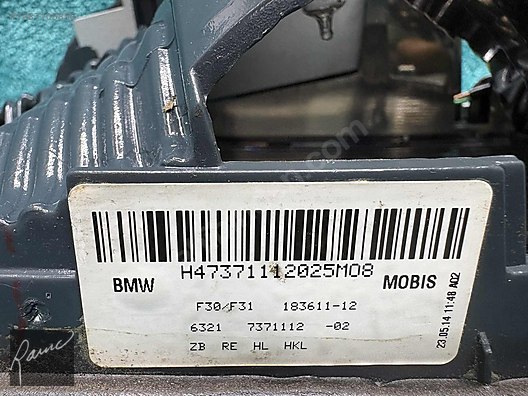 H47371112025M08
BMW
MOBIS
F30/F31 183611-12
6321 7371112 -02
ZB RE HL HKL
23.05.14 11:48 A02